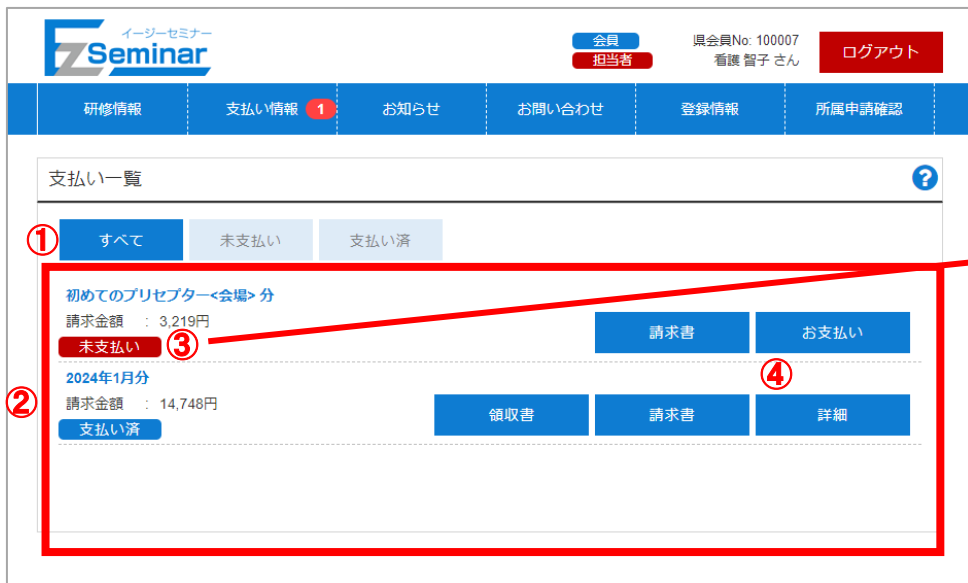 イージーセミナー
EZ Seminar
会員
担当者
県会員No: 100007
看護 智子 さん
ログアウト
研修情報 支払い情報 1 お知らせ お問い合わせ 登録情報 所属申請確認
支払い一覧 ?
① すべて 未支払い 支払い済
初めてのプリセプター<会場> 分
請求金額 : 3,219円
未支払い ③ 請求書 お支払い
④
2024年1月分
②
請求金額 : 14,748円
支払い済 領収書 請求書 詳細